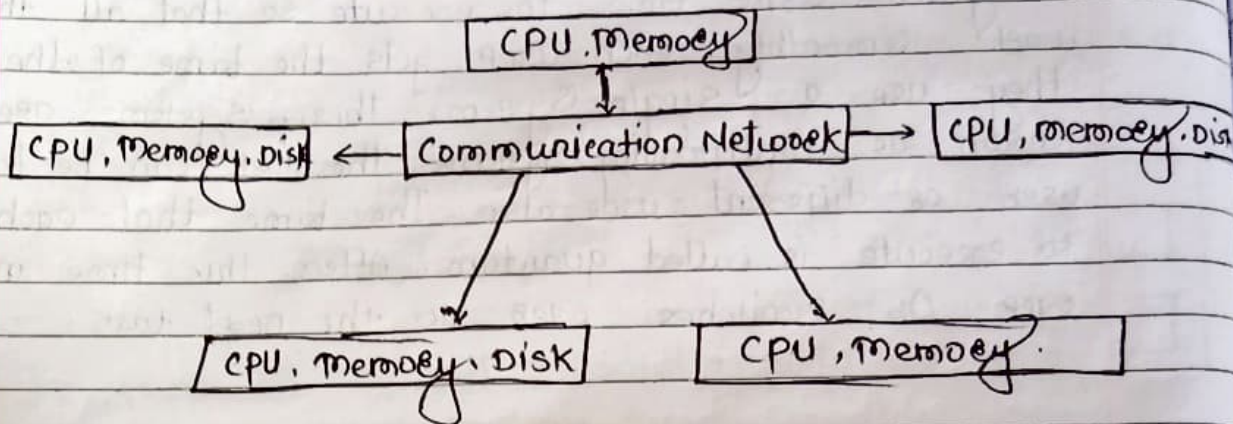 CPU, Memory
CPU, Memory, Disk
Communication Network
CPU, memory, Dis
CPU, memory, Disk
CPU, memory.